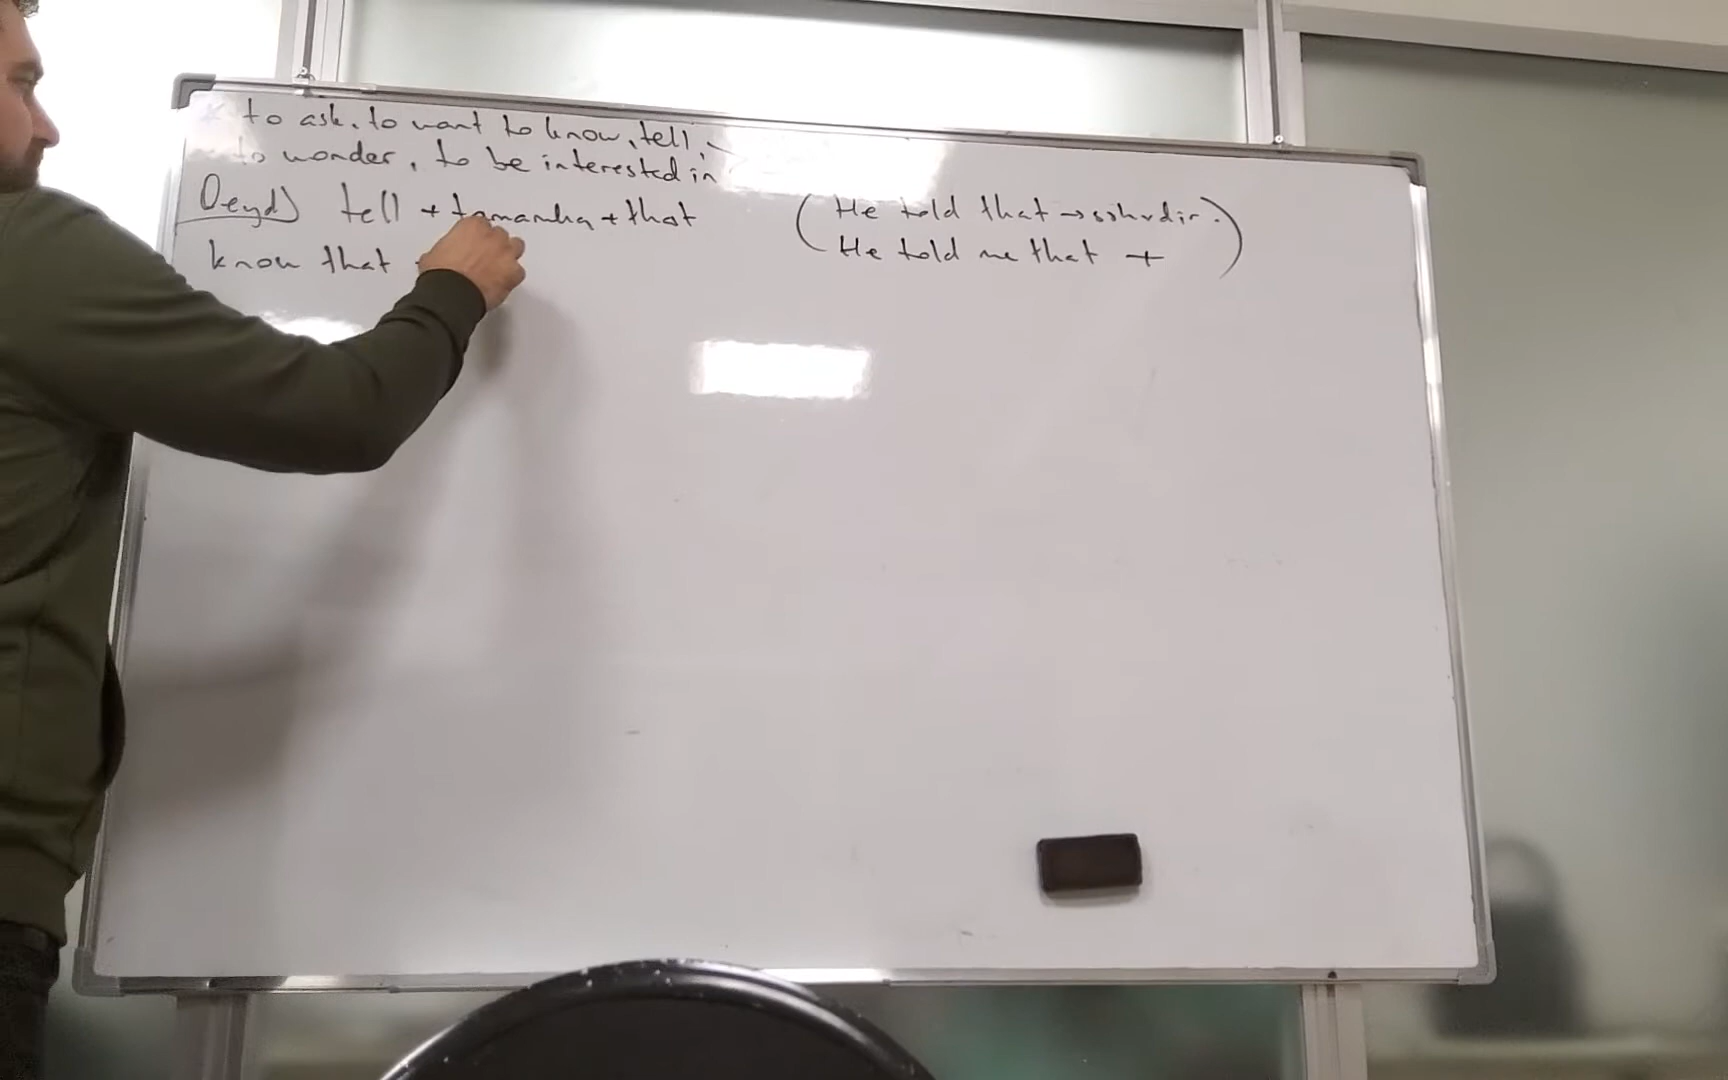 to ask, to want to know, tell,
to wonder, to be interested in
Qeyd) tell + tamamlıq + that
know that
(He told that → səhvdir.)
He told me that +